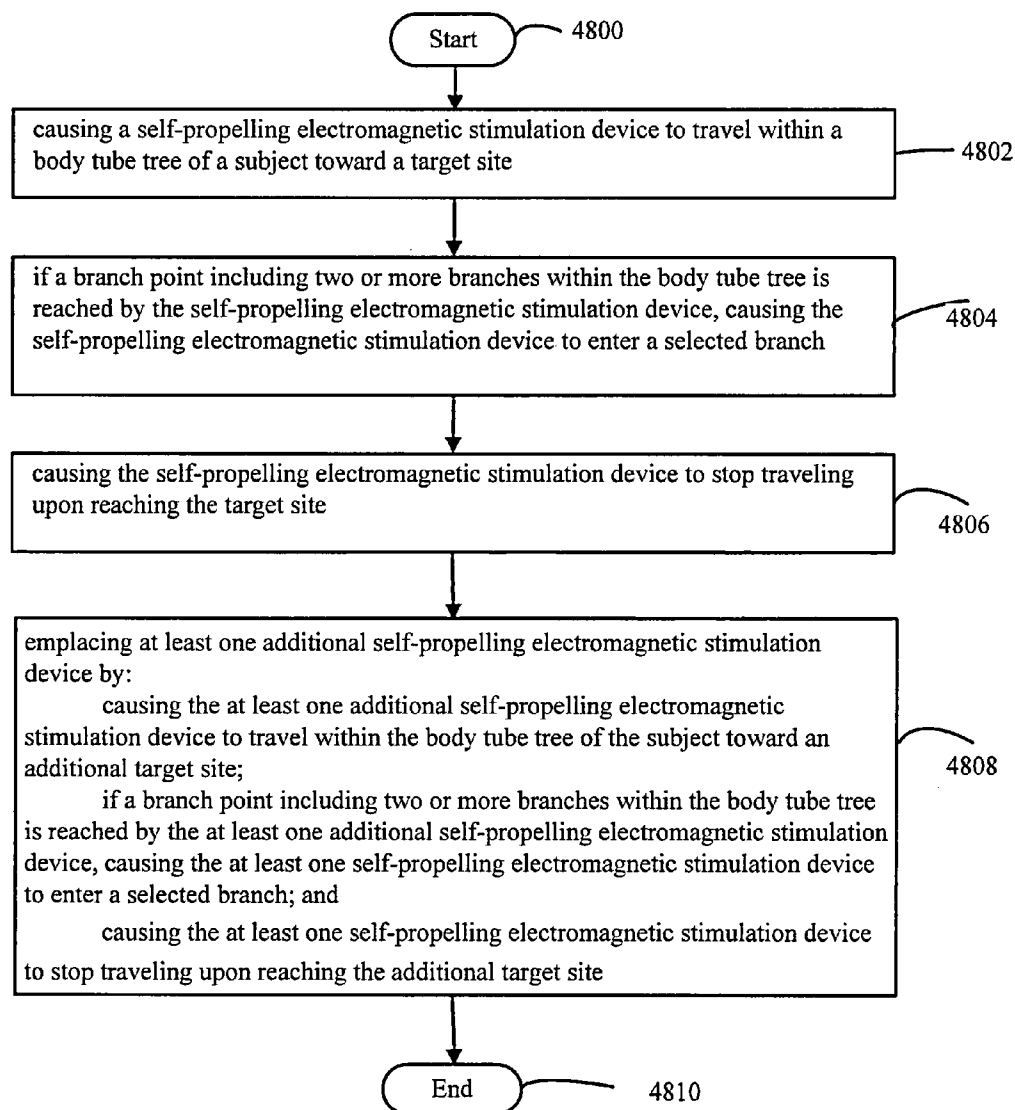 Start
4800
causing a self-propelling electromagnetic stimulation device to travel within a
body tube tree of a subject toward a target site
4802
if a branch point including two or more branches within the body tube tree is
reached by the self-propelling electromagnetic stimulation device, causing the
self-propelling electromagnetic stimulation device to enter a selected branch
4804
causing the self-propelling electromagnetic stimulation device to stop traveling
upon reaching the target site
4806
emplacing at least one additional self-propelling electromagnetic stimulation
device by:
causing the at least one additional self-propelling electromagnetic
stimulation device to travel within the body tube tree of the subject toward an
additional target site;
if a branch point including two or more branches within the body tube tree
is reached by the at least one additional self-propelling electromagnetic stimulation
device, causing the at least one self-propelling electromagnetic stimulation device
to enter a selected branch; and
causing the at least one self-propelling electromagnetic stimulation device
to stop traveling upon reaching the additional target site
4808
End
4810